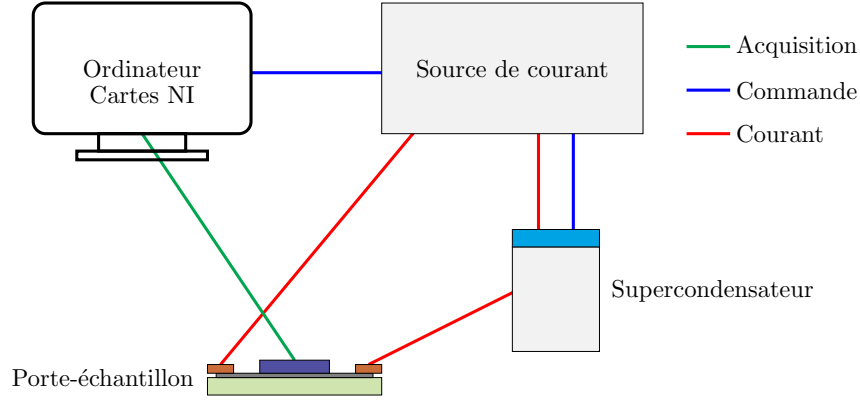 Ordinateur
Cartes NI
Source de courant
Acquisition
Commande
Courant
Supercondensateur
Porte-échantillon